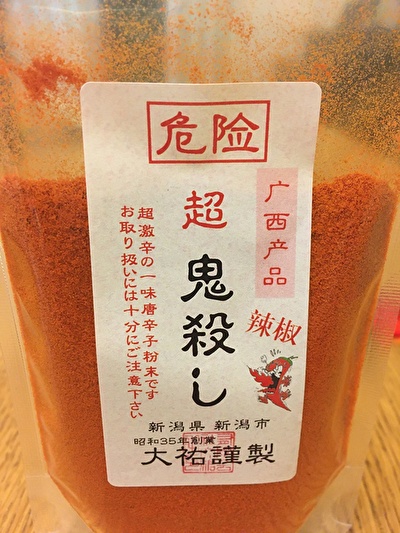 危险
广西产品
超
鬼殺し
辣椒
超激辛の一味唐辛子粉末です
お取り扱いには十分にご注意下さい
新潟県 新潟市
昭和35年創業
大祐謹製